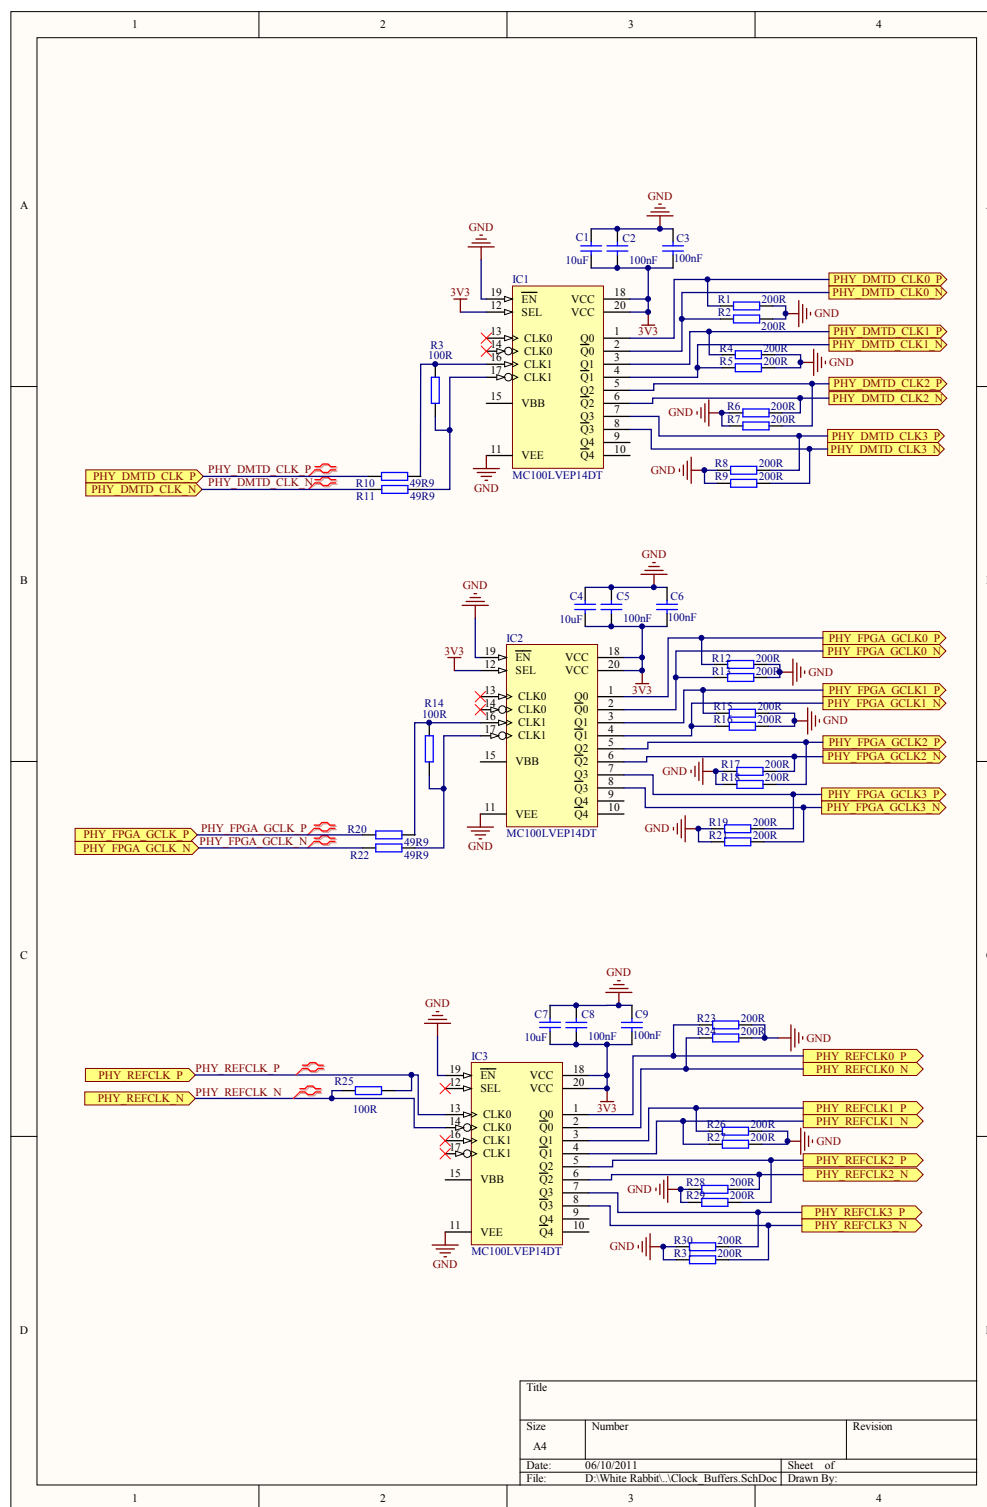 1 2 3 4
A
GND
GND
C1 C2 C3
10uF 100nF 100nF
IC1
3V3
19 EN VCC 18
12 SEL VCC 20
3V3
13 CLK0 Q0 1
14 CLK0 Q0 2
16 CLK1 Q1 3
17 CLK1 Q1 4
Q2 5
15 VBB Q2 6
Q3 7
Q3 8
Q4 9
11 VEE Q4 10
GND
MC100LVEP14DT
R3
100R
PHY_DMTD_CLK_P PHY_DMTD_CLK_P R10 49R9
PHY_DMTD_CLK_N PHY_DMTD_CLK_N R11 49R9
PHY_DMTD_CLK0_P
PHY_DMTD_CLK0_N
R1 200R
R2 200R
GND
PHY_DMTD_CLK1_P
PHY_DMTD_CLK1_N
R4 200R
R5 200R
GND
PHY_DMTD_CLK2_P
PHY_DMTD_CLK2_N
GND
R6 200R
R7 200R
PHY_DMTD_CLK3_P
PHY_DMTD_CLK3_N
GND
R8 200R
R9 200R
B
GND
GND
C4 C5 C6
10uF 100nF 100nF
IC2
3V3
19 EN VCC 18
12 SEL VCC 20
3V3
13 CLK0 Q0 1
14 CLK0 Q0 2
16 CLK1 Q1 3
17 CLK1 Q1 4
Q2 5
15 VBB Q2 6
Q3 7
Q3 8
Q4 9
11 VEE Q4 10
GND
MC100LVEP14DT
R14
100R
PHY_FPGA_GCLK_P PHY_FPGA_GCLK_P R20 49R9
PHY_FPGA_GCLK_N PHY_FPGA_GCLK_N R22 49R9
PHY_FPGA_GCLK0_P
PHY_FPGA_GCLK0_N
R12 200R
R13 200R
GND
PHY_FPGA_GCLK1_P
PHY_FPGA_GCLK1_N
R15 200R
R16 200R
GND
PHY_FPGA_GCLK2_P
PHY_FPGA_GCLK2_N
GND
R17 200R
R18 200R
PHY_FPGA_GCLK3_P
PHY_FPGA_GCLK3_N
GND
R19 200R
R21 200R
C
GND
GND
C7 C8 C9
10uF 100nF 100nF
IC3
19 EN VCC 18
12 SEL VCC 20
3V3
13 CLK0 Q0 1
14 CLK0 Q0 2
16 CLK1 Q1 3
17 CLK1 Q1 4
Q2 5
15 VBB Q2 6
Q3 7
Q3 8
Q4 9
11 VEE Q4 10
GND
MC100LVEP14DT
PHY_REFCLK_P PHY_REFCLK_P
PHY_REFCLK_N PHY_REFCLK_N
R25
100R
R23 200R
R24 200R
GND
PHY_REFCLK0_P
PHY_REFCLK0_N
PHY_REFCLK1_P
PHY_REFCLK1_N
R26 200R
R27 200R
GND
PHY_REFCLK2_P
PHY_REFCLK2_N
GND
R28 200R
R29 200R
PHY_REFCLK3_P
PHY_REFCLK3_N
GND
R30 200R
200R
D
Title
Size Number Revision
A4
Date: 06/10/2011 Sheet of
File: D:\White Rabbit\..\Clock_Buffers.SchDoc Drawn By:
1 2 3 4